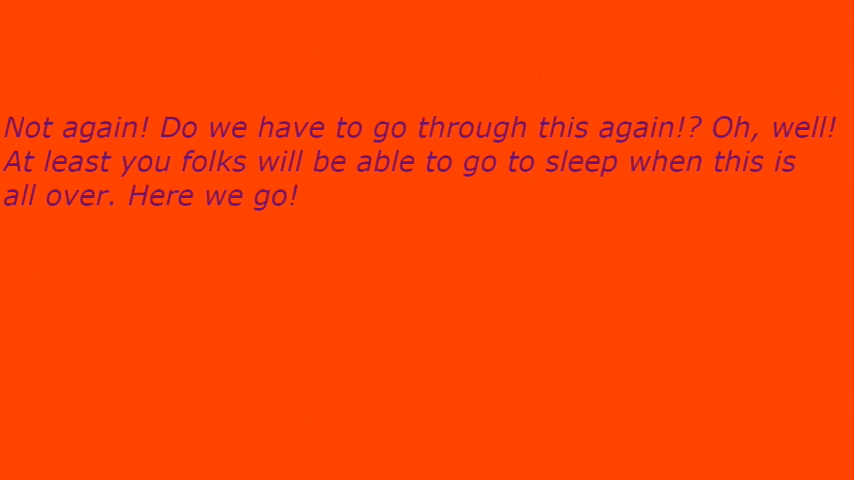 Not again! Do we have to go through this again!? Oh, well!
At least you folks will be able to go to sleep when this is
all over. Here we go!